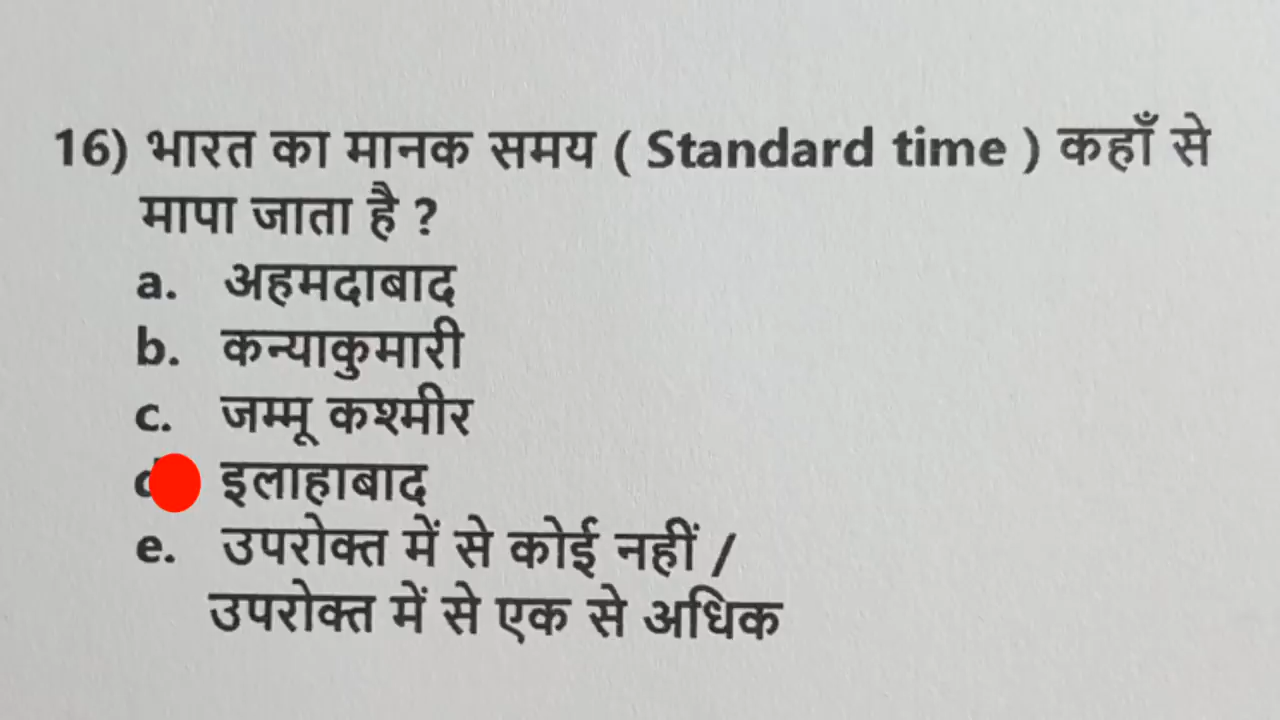 16) भारत का मानक समय ( Standard time ) कहाँ से
मापा जाता है ?
a. अहमदाबाद
b. कन्याकुमारी
c. जम्मू कश्मीर
इलाहाबाद
e. उपरोक्त में से कोई नहीं /
उपरोक्त में से एक से अधिक